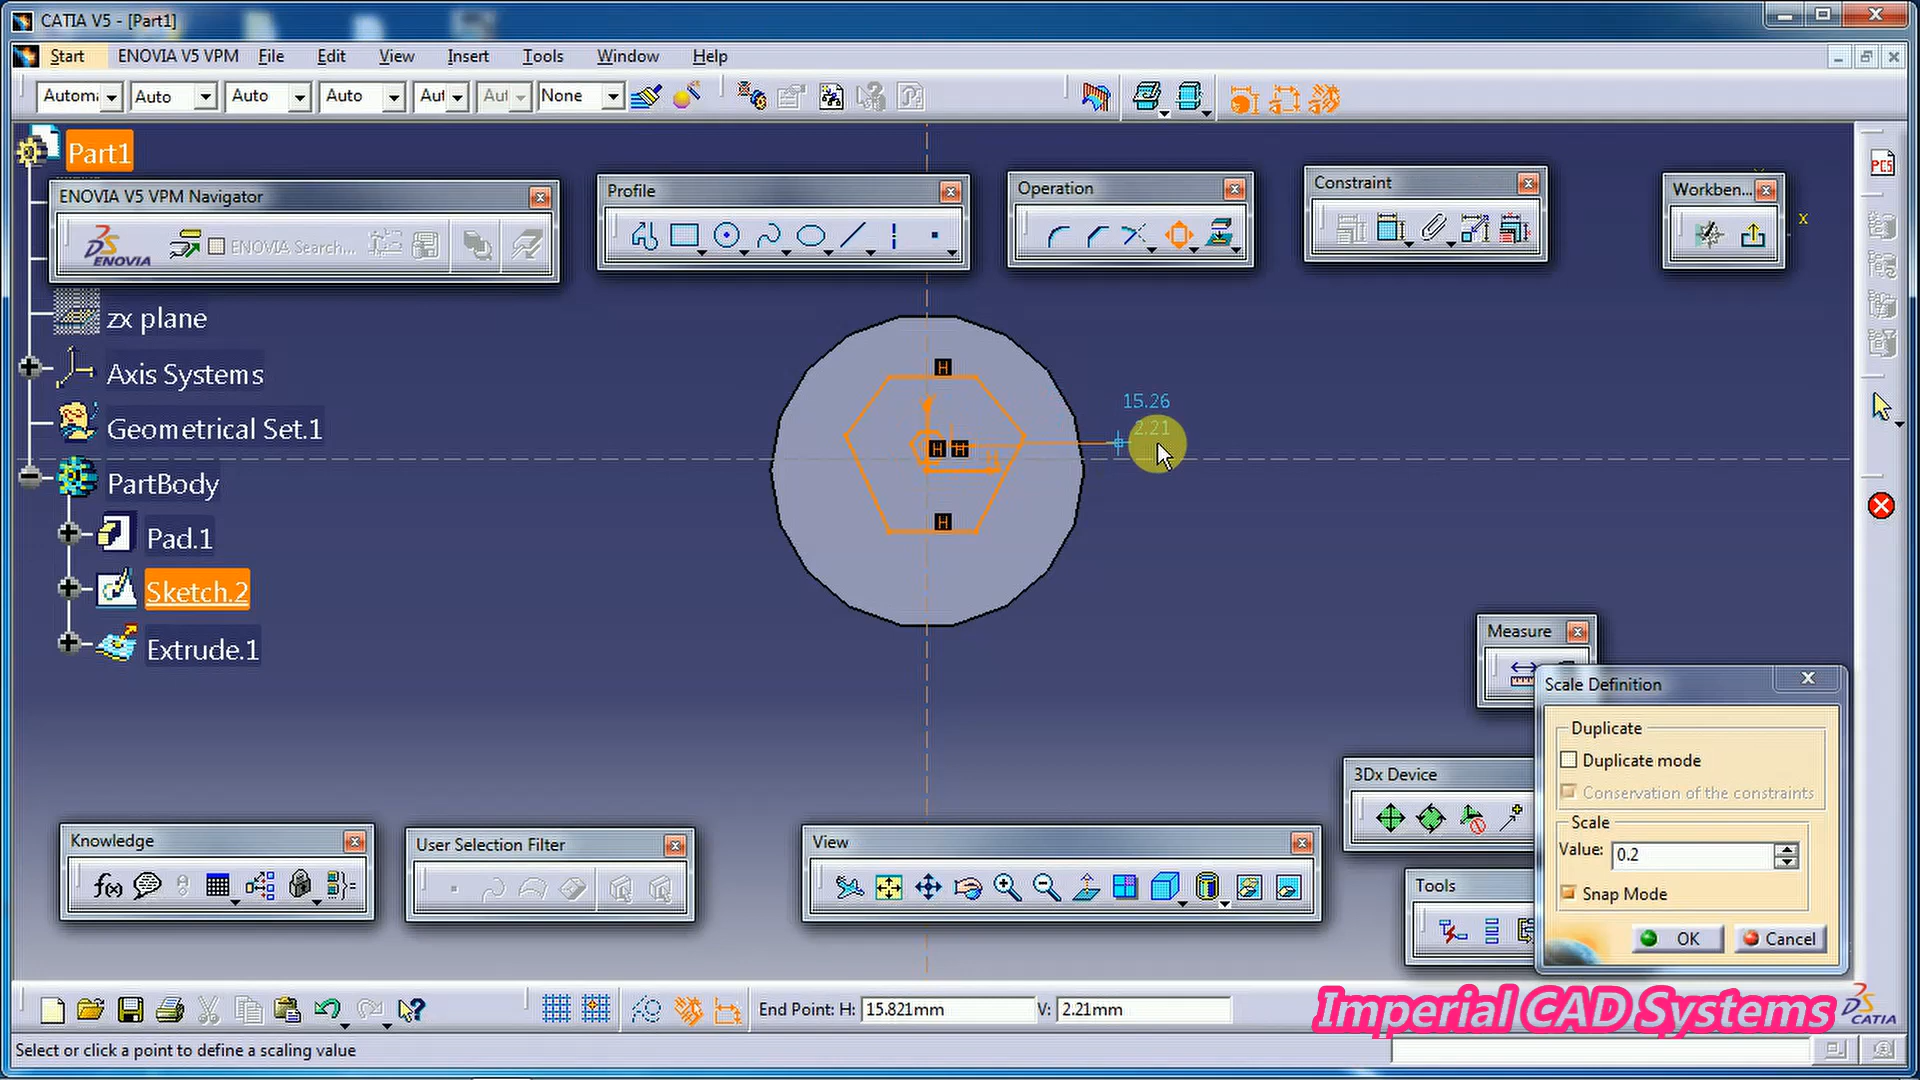 CATIA V5 - [Part1]
Start ENOVIA V5 VPM File Edit View Insert Tools Window Help
Auto Auto Auto None
Part1
ENOVIA V5 VPM Navigator
ENOVIA
ENOVIA Search...
Profile
Operation
Constraint
Workben...
PCS
x
zx plane
Axis Systems
Geometrical Set.1
PartBody
Pad.1
Sketch.2
Extrude.1
H
15.26
2.21
H H
H
Measure
Scale Definition
Duplicate
Duplicate mode
Conservation of the constraints
Scale
Value: 0.2
Snap Mode
OK Cancel
3Dx Device
Tools
Knowledge
f(x)
User Selection Filter
View
End Point: H: 15.821mm V: 2.21mm
Imperial CAD Systems
CATIA
Select or click a point to define a scaling value